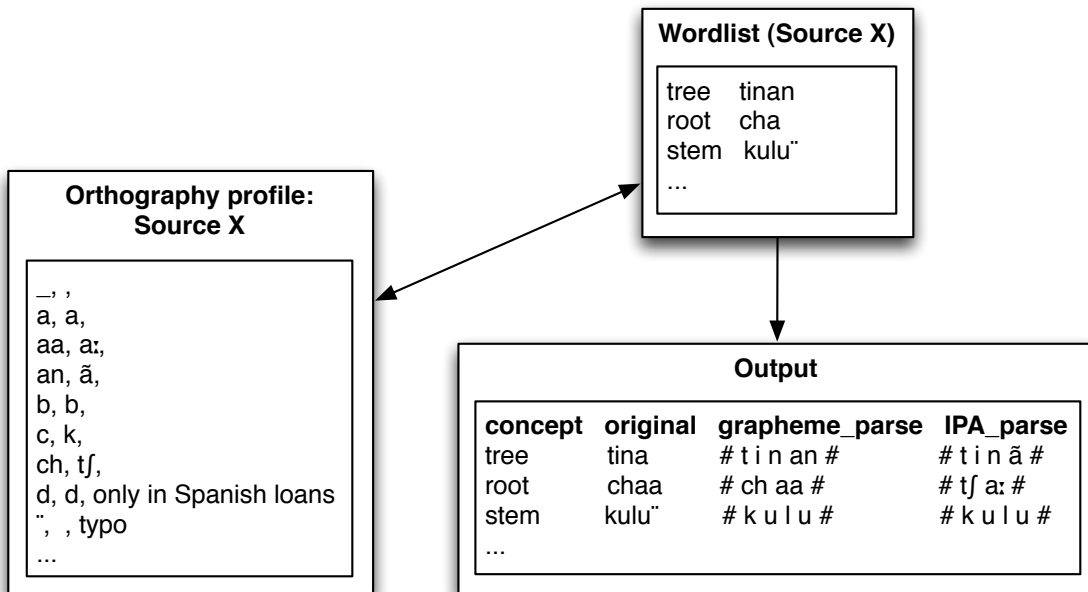 Wordlist (Source X)
tree tinan
root cha
stem kulu¨
...
Orthography profile:
Source X
_, ,
a, a,
aa, aː,
an, ã,
b, b,
c, k,
ch, tʃ,
d, d, only in Spanish loans
¨, , typo
...
Output
concept original grapheme_parse IPA_parse
tree tina # t i n an # # t i n ã #
root chaa # ch aa # # tʃ aː #
stem kulu¨ # k u l u # # k u l u #
...